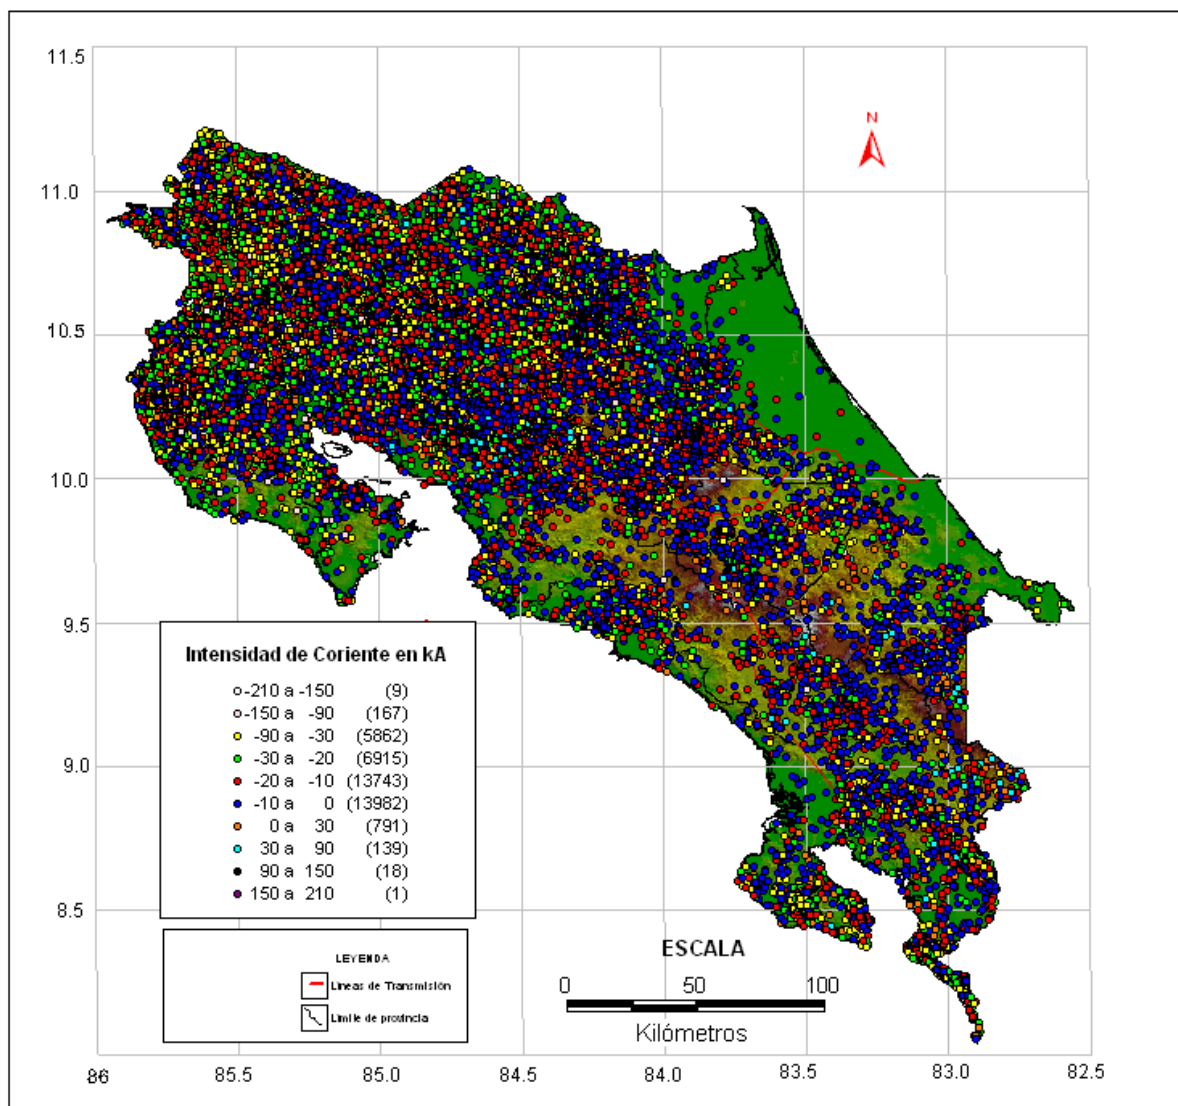 11.5
N
11.0
10.5
10.0
9.5
Intensidad de Coriente en kA
-210 a -150 (9)
-150 a -90 (167)
-90 a -30 (5862)
-30 a -20 (6915)
-20 a -10 (13743)
-10 a 0 (13982)
0 a 30 (791)
30 a 90 (139)
90 a 150 (18)
150 a 210 (1)
9.0
8.5
LEYENDA
Lineas de Transmisión
Limite de provincia
ESCALA
0 50 100
Kilómetros
86 85.5 85.0 84.5 84.0 83.5 83.0 82.5